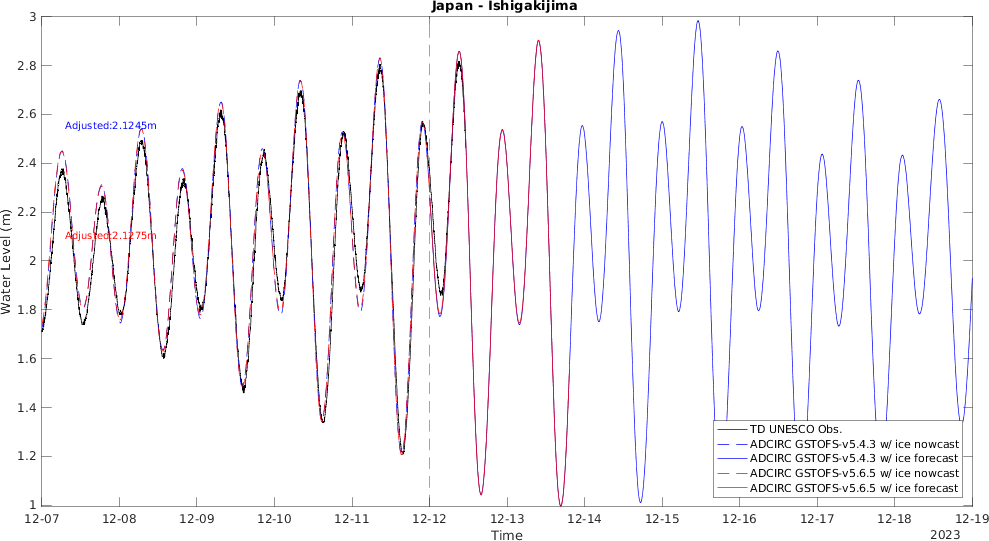 Japan - Ishigakijima
Water Level (m)
3
2.8
2.6
2.4
2.2
2
1.8
1.6
1.4
1.2
1
Adjusted:2.1245m
Adjusted:2.1275m
TD UNESCO Obs.
ADCIRC GSTOFS-v5.4.3 w/ ice nowcast
ADCIRC GSTOFS-v5.4.3 w/ ice forecast
ADCIRC GSTOFS-v5.6.5 w/ ice nowcast
ADCIRC GSTOFS-v5.6.5 w/ ice forecast
12-07 12-08 12-09 12-10 12-11 12-12 12-13 12-14 12-15 12-16 12-17 12-18 12-19
Time
2023